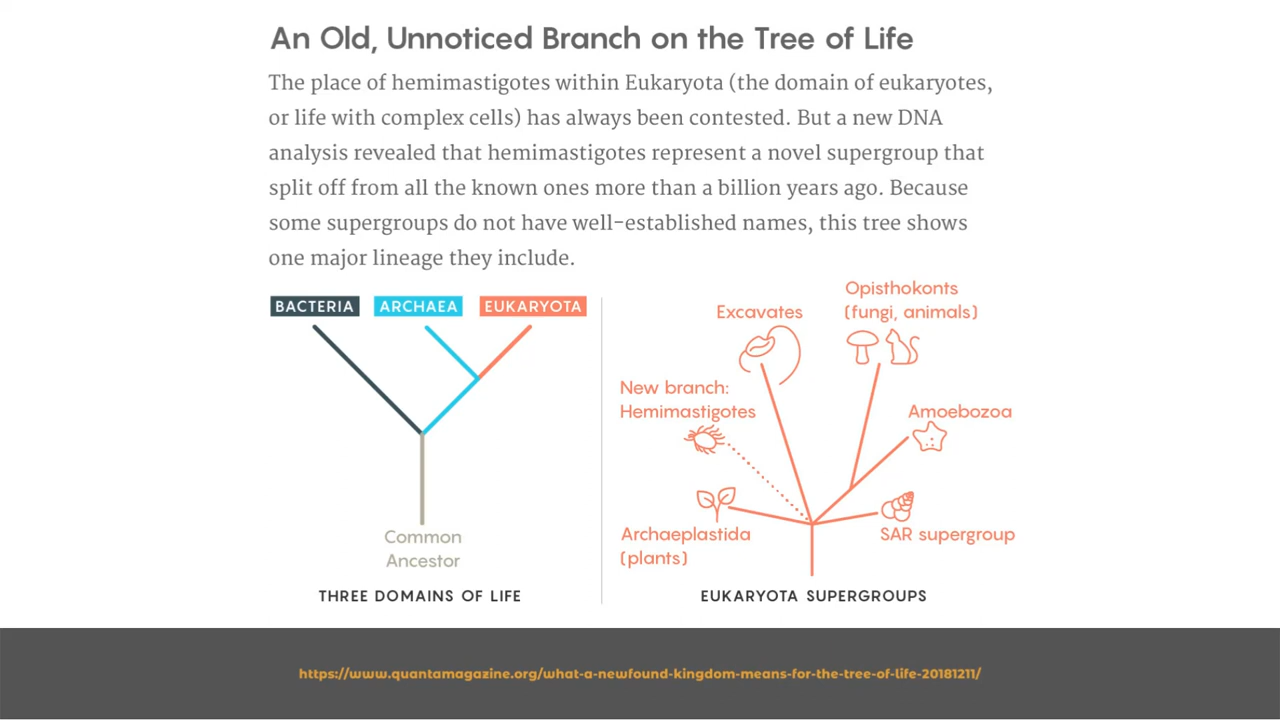 An Old, Unnoticed Branch on the Tree of Life
The place of hemimastigotes within Eukaryota (the domain of eukaryotes,
or life with complex cells) has always been contested. But a new DNA
analysis revealed that hemimastigotes represent a novel supergroup that
split off from all the known ones more than a billion years ago. Because
some supergroups do not have well-established names, this tree shows
one major lineage they include.
BACTERIA
ARCHAEA
EUKARYOTA
Common
Ancestor
THREE DOMAINS OF LIFE
Opisthokonts
(fungi, animals)
Excavates
New branch:
Hemimastigotes
Amoebozoa
Archaeplastida
(plants)
SAR supergroup
EUKARYOTA SUPERGROUPS
https://www.quantamagazine.org/what-a-newfound-kingdom-means-for-the-tree-of-life-20181211/